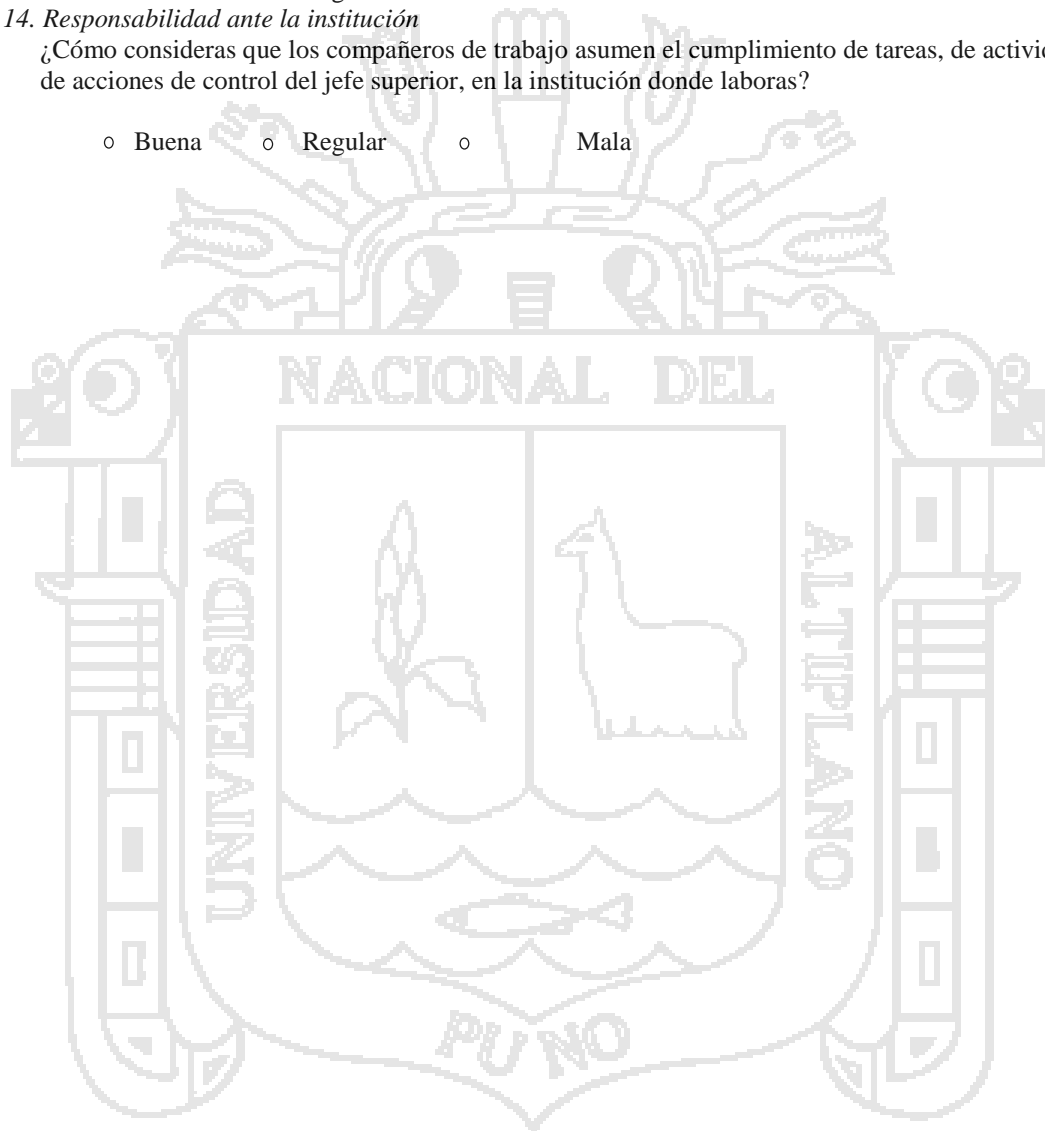 14. Responsabilidad ante la institución
¿Cómo consideras que los compañeros de trabajo asumen el cumplimiento de tareas, de
de acciones de control del jefe superior, en la institución donde laboras?
o Buena o Regular o Mala
NACIONAL DEL
UNIVERSIDAD
ALTIPLANO
PUNO